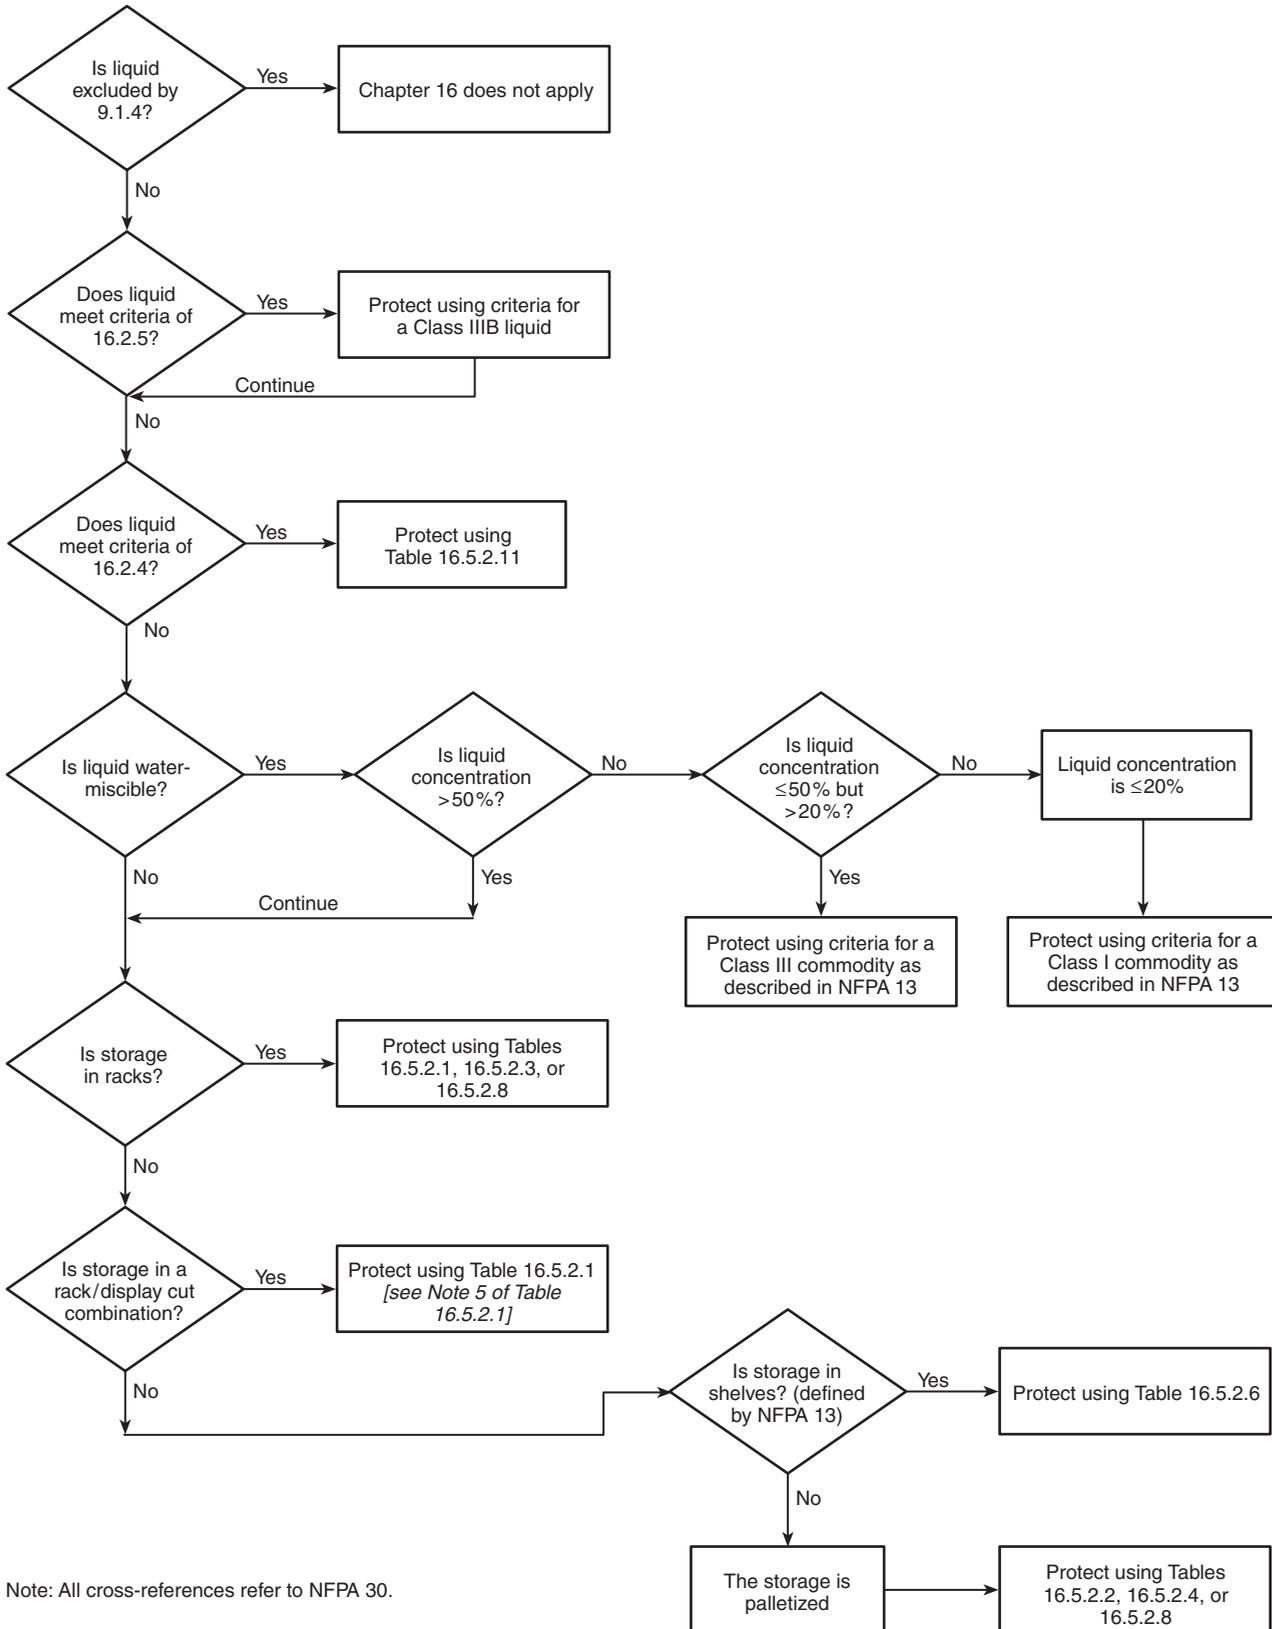 Is liquid
excluded by
9.1.4?
Yes
Chapter 16 does not apply
No
Does liquid
meet criteria of
16.2.5?
Yes
Protect using criteria for
a Class IIIB liquid
Continue
No
Does liquid
meet criteria of
16.2.4?
Yes
Protect using
Table 16.5.2.11
No
Is liquid water-
miscible?
Yes
Is liquid
concentration
>50%?
No
Is liquid
concentration
≤50% but
>20%?
No
Liquid concentration
is ≤20%
No
Continue
Yes
Yes
Protect using criteria for a
Class III commodity as
described in NFPA 13
Protect using criteria for a
Class I commodity as
described in NFPA 13
Is storage
in racks?
Yes
Protect using Tables
16.5.2.1, 16.5.2.3, or
16.5.2.8
No
Is storage in a
rack/display cut
combination?
Yes
Protect using Table 16.5.2.1
[see Note 5 of Table
16.5.2.1]
No
Is storage in
shelves? (defined
by NFPA 13)
Yes
Protect using Table 16.5.2.6
No
The storage is
palletized
Protect using Tables
16.5.2.2, 16.5.2.4, or
16.5.2.8
Note: All cross-references refer to NFPA 30.